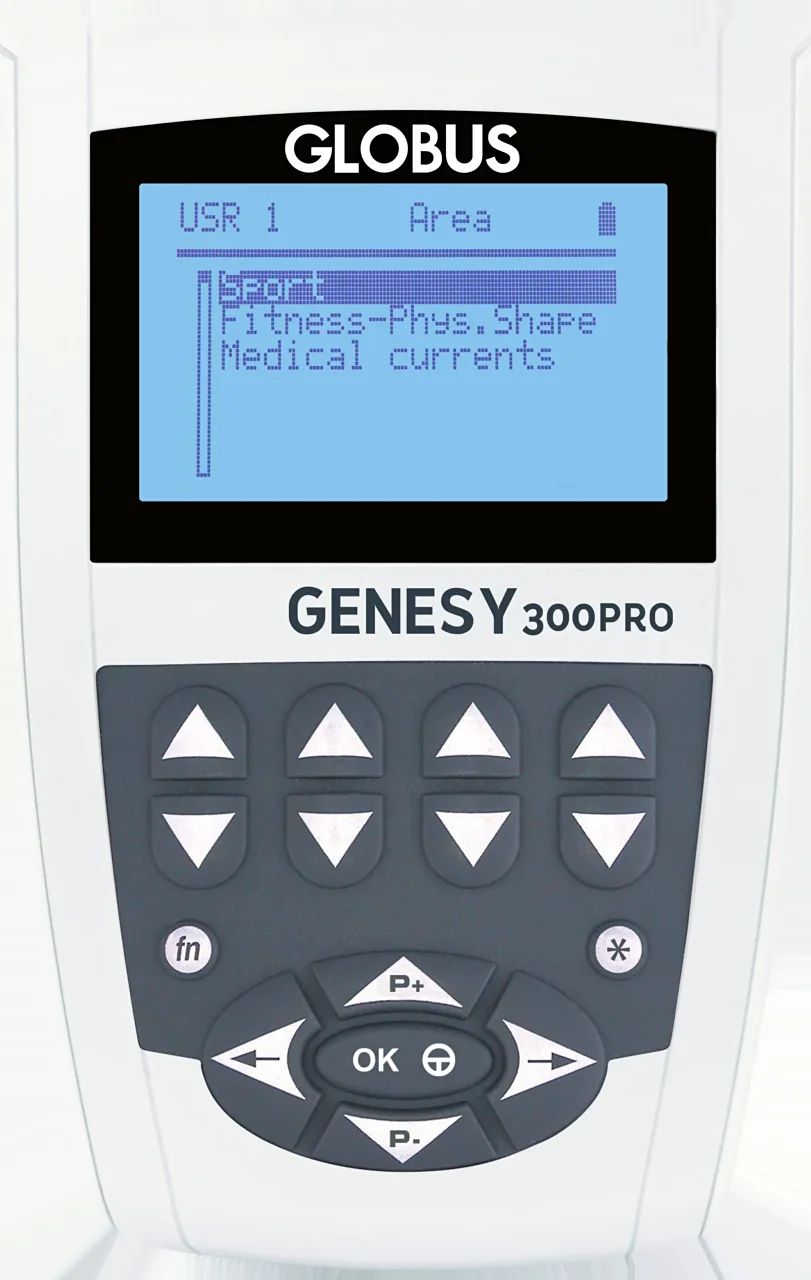 GLOBUS
USR 1 Area
Sport
Fitness-Phys.Shape
Medical currents
GENESY 300PRO
fn *
P+
OK
P-